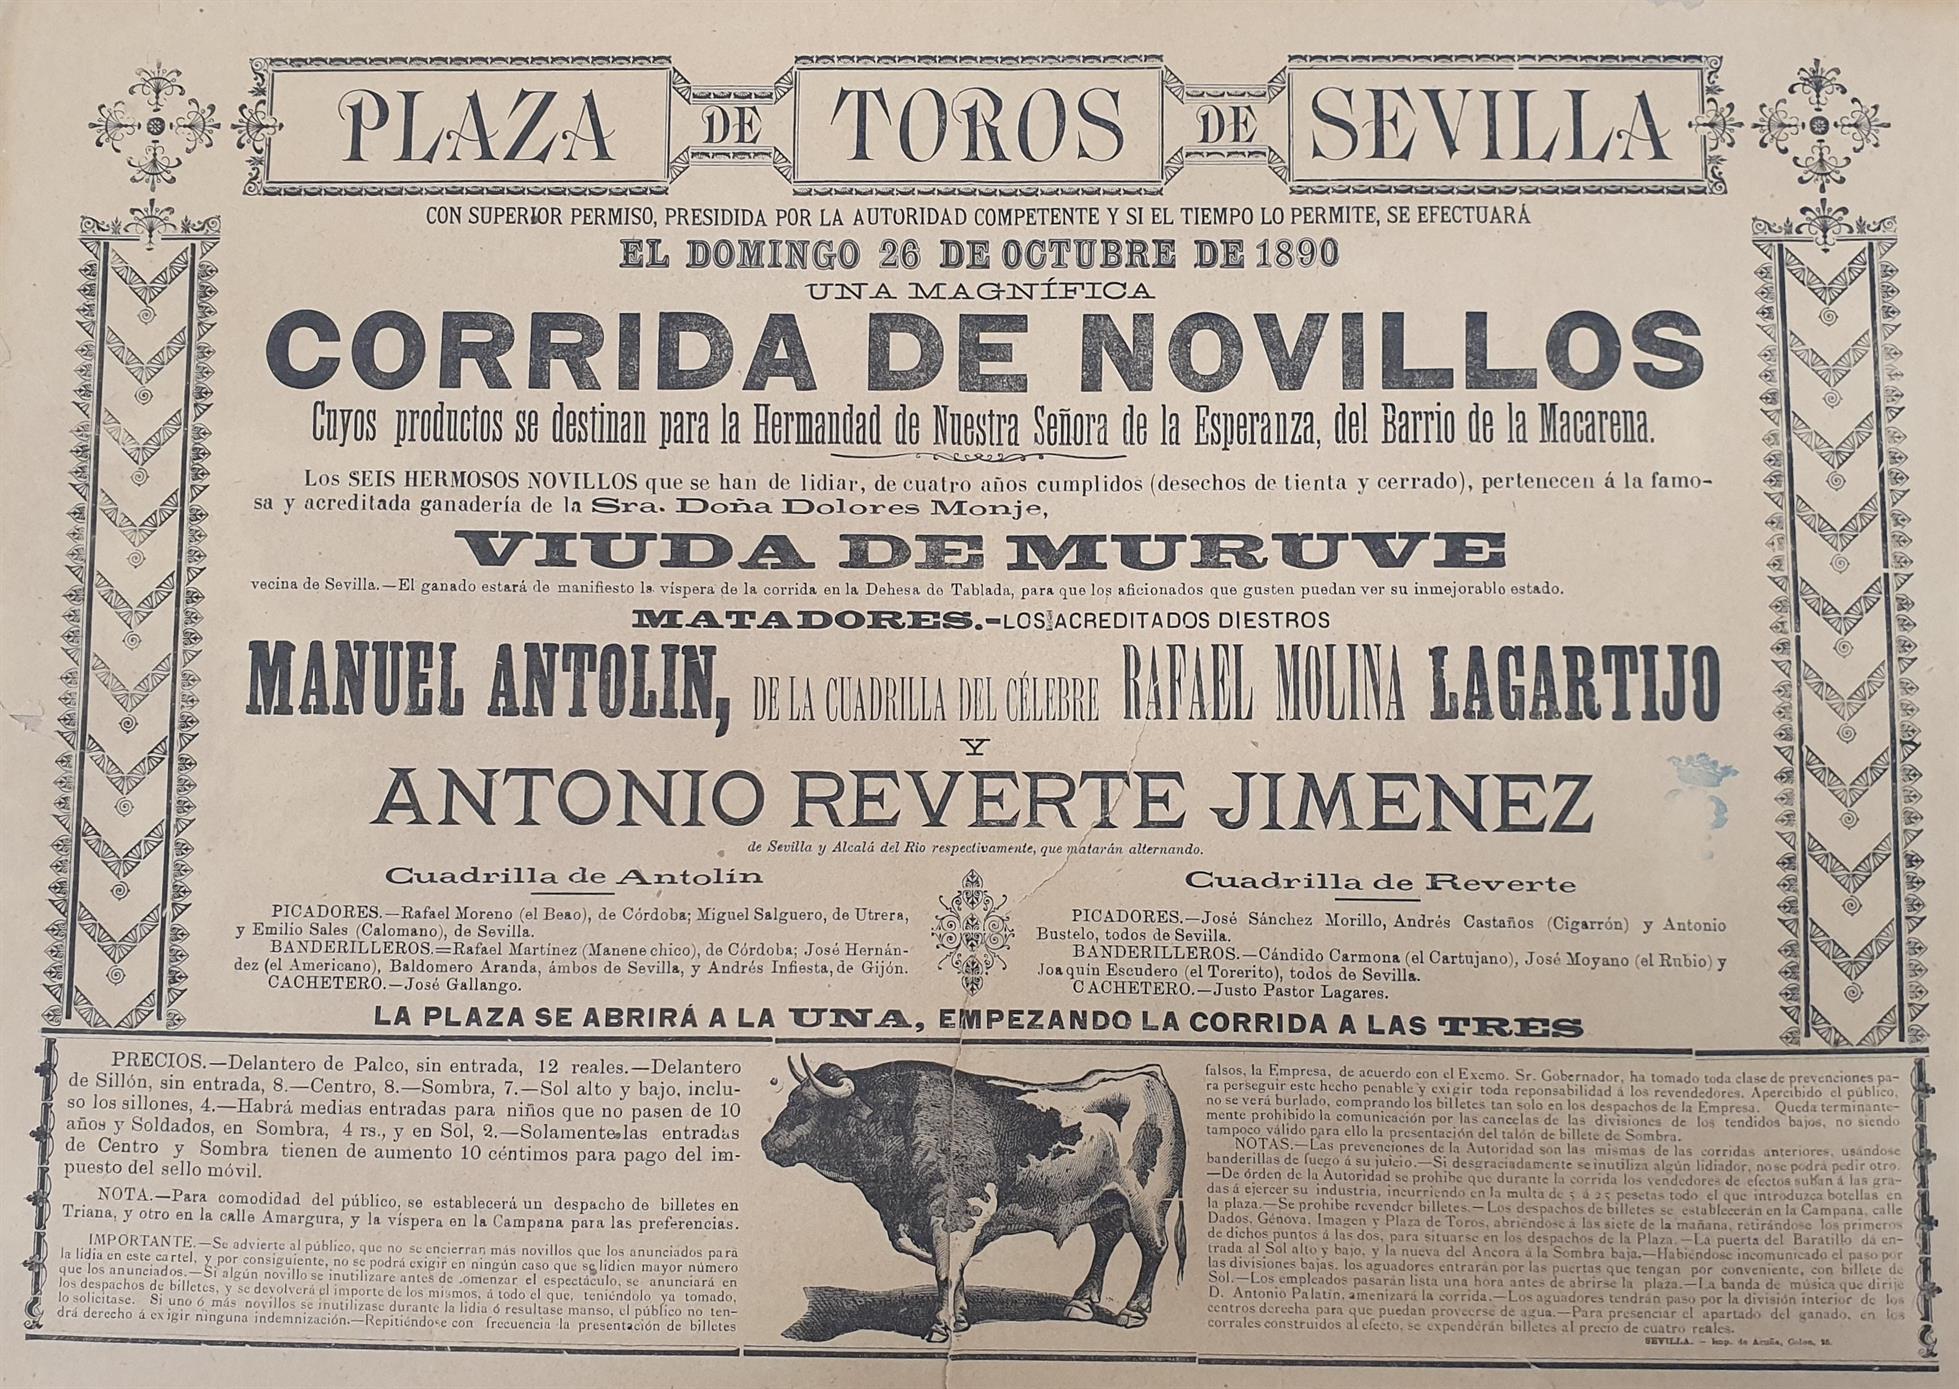 PLAZA DE TOROS DE SEVILLA
CON SUPERIOR PERMISO, PRESIDIDA POR LA AUTORIDAD COMPETENTE Y SI EL TIEMPO LO PERMITE, SE EFECTUARÁ
EL DOMINGO 26 DE OCTUBRE DE 1890
UNA MAGNÍFICA
CORRIDA DE NOVILLOS
Cuyos productos se destinan para la Hermandad de Nuestra Señora de la Esperanza, del Barrio de la Macarena.
Los SEIS HERMOSOS NOVILLOS que se han de lidiar, de cuatro años cumplidos (desechos de tienta y cerrado), pertenecen á la famo-
sa y acreditada ganadería de la Sra. Doña Dolores Monje,
VIUDA DE MURUVE
vecina de Sevilla.—El ganado estará de manifiesto la víspera de la corrida en la Dehesa de Tablada, para que los aficionados que gusten puedan ver su inmejorable estado.
MATADORES.-LOS ACREDITADOS DIESTROS
MANUEL ANTOLIN, DE LA CUADRILLA DEL CÉLEBRE RAFAEL MOLINA LAGARTIJO
Y
ANTONIO REVERTE JIMENEZ
de Sevilla y Alcalá del Rio respectivamente, que matarán alternando.
Cuadrilla de Antolín
PICADORES.—Rafael Moreno (el Beao), de Córdoba; Miguel Salguero, de Utrera,
y Emilio Sales (Calomano), de Sevilla.
BANDERILLEROS.=Rafael Martínez (Manene chico), de Córdoba; José Hernán-
dez (el Americano), Baldomero Aranda, ámbos de Sevilla, y Andrés Infiesta, de Gijón.
CACHETERO.—José Gallango.
Cuadrilla de Reverte
PICADORES.—José Sánchez Morillo, Andrés Castaños (Cigarrón) y Antonio
Bustelo, todos de Sevilla.
BANDERILLEROS.—Cándido Carmona (el Cartujano), José Moyano (el Rubio) y
Joaquín Escudero (el Torerito), todos de Sevilla.
CACHETERO.—Justo Pastor Lagares.
LA PLAZA SE ABRIRÁ A LA UNA, EMPEZANDO LA CORRIDA A LAS TRES
PRECIOS.—Delantero de Palco, sin entrada, 12 reales.—Delantero
de Sillón, sin entrada, 8.—Centro, 8.—Sombra, 7.—Sol alto y bajo, inclu-
so los sillones, 4.—Habrá medias entradas para niños que no pasen de 10
años y Soldados, en Sombra, 4 rs., y en Sol, 2.—Solamente las entradas
de Centro y Sombra tienen de aumento 10 céntimos para pago del im-
puesto del sello móvil.
NOTA.—Para comodidad del público, se establecerá un despacho de billetes en
Triana, y otro en la calle Amargura, y la víspera en la Campana para las preferencias.
IMPORTANTE.—Se advierte al público, que no se encierran más novillos que los anunciados para
la lidia en este cartel, y por consiguiente, no se podrá exigir en ningún caso que se lidien mayor número
que los anunciados.—Si algún novillo se inutilizare antes de comenzar el espectáculo, se anunciará en
los despachos de billetes, y se devolverá el importe de los mismos, á todo el que, teniéndolo ya tomado,
lo solicitase. Si uno ó más novillos se inutilizase durante la lidia ó resultase manso, el público no ten-
drá derecho á exigir ninguna indemnización.—Repitiéndose con frecuencia la presentación de billetes
falsos, la Empresa, de acuerdo con el Excmo. Sr. Gobernador, ha tomado toda clase de prevenciones pa-
ra perseguir este hecho penable y exigir toda reponsabilidad á los revendedores. Apercibido el público,
no se verá burlado, comprando los billetes tan solo en los despachos de la Empresa. Queda terminante-
mente prohibido la comunicación por las cancelas de las divisiones de los tendidos bajos, no siendo
tampoco válido para ello la presentación del talón de billete de Sombra.
NOTAS.—Las prevenciones de la Autoridad son las mismas de las corridas anteriores, usándose
banderillas de fuego á su juicio.—Si desgraciadamente se inutiliza algún lidiador, no se podrá pedir otro.
—De órden de la Autoridad se prohibe que durante la corrida los vendedores de efectos suban á las gra-
das á ejercer su industria, incurriendo en la multa de 5 á 25 pesetas todo el que introduzca botellas en
la plaza.—Se prohibe revender billetes.—Los despachos de billetes se establecerán en la Campana, calle
Dados, Génova, Imagen y Plaza de Toros, abriéndose á las siete de la mañana, retirándose los primeros
de dichos puntos á las dos, para situarse en los despachos de la Plaza.—La puerta del Baratillo dá en-
trada al Sol alto y bajo, y la nueva del Ancora á la Sombra baja.—Habiéndose incomunicado el paso por
las divisiones bajas, los aguadores entrarán por las puertas que tengan por conveniente, con billete de
Sol.—Los empleados pasarán lista una hora antes de abrirse la plaza.—La banda de música que dirije
D. Antonio Palatín, amenizará la corrida.—Los aguadores tendrán paso por la división interior de los
centros derecha para que puedan proveerse de agua.—Para presenciar el apartado del ganado, en los
corrales construidos al efecto, se expenderán billetes al precio de cuatro reales.
SEVILLA.—Imp. de Acuña, Colon, 25.